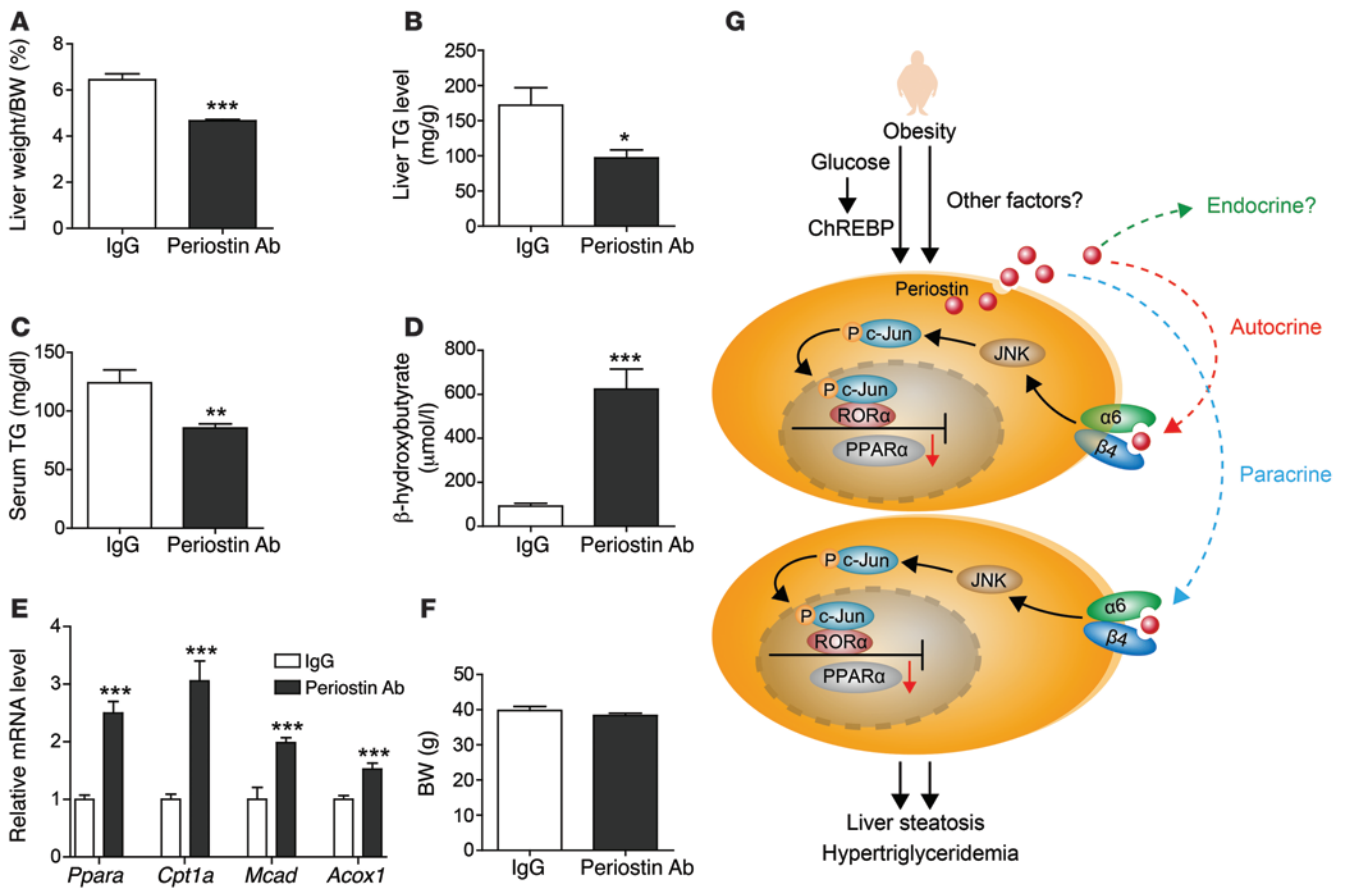 A
Liver weight/BW (%)
8
6
4
2
0
***
IgG
Periostin Ab
B
Liver TG level
(mg/g)
250
200
150
100
50
0
*
IgG
Periostin Ab
C
Serum TG (mg/dl)
150
100
50
0
**
IgG
Periostin Ab
D
β-hydroxybutyrate
(μmol/l)
800
600
400
200
0
***
IgG
Periostin Ab
E
Relative mRNA level
4
3
2
1
0
***
***
***
***
IgG
Periostin Ab
Ppara
Cpt1a
Mcad
Acox1
F
BW (g)
50
40
30
20
10
0
IgG
Periostin Ab
G
Obesity
Glucose
ChREBP
Other factors?
Endocrine?
Periostin
Autocrine
P c-Jun
JNK
P c-Jun
RORα
PPARα
α6
β4
Paracrine
P c-Jun
JNK
P c-Jun
RORα
PPARα
α6
β4
Liver steatosis
Hypertriglyceridemia